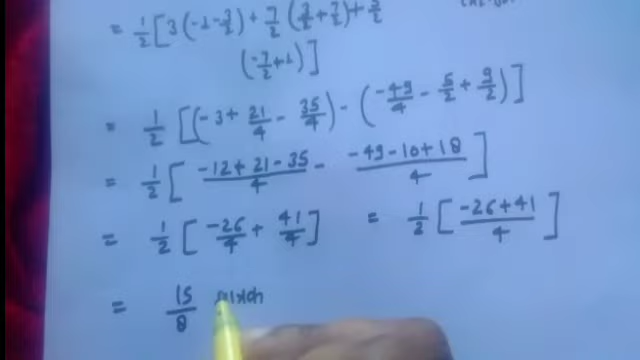 = 1/2 [3(-1-3/2) + 7/2 (3/2+7/2) + 5/2
(-7/2+1)]
= 1/2 [(-3 + 21/4 - 35/4) - (-49/4 - 5/2 + 9/2)]
= 1/2 [(-12+21-35)/4 - (-49-10+18)/4]
= 1/2 [-26/4 + 41/4] = 1/2 [(-26+41)/4]
= 15/8